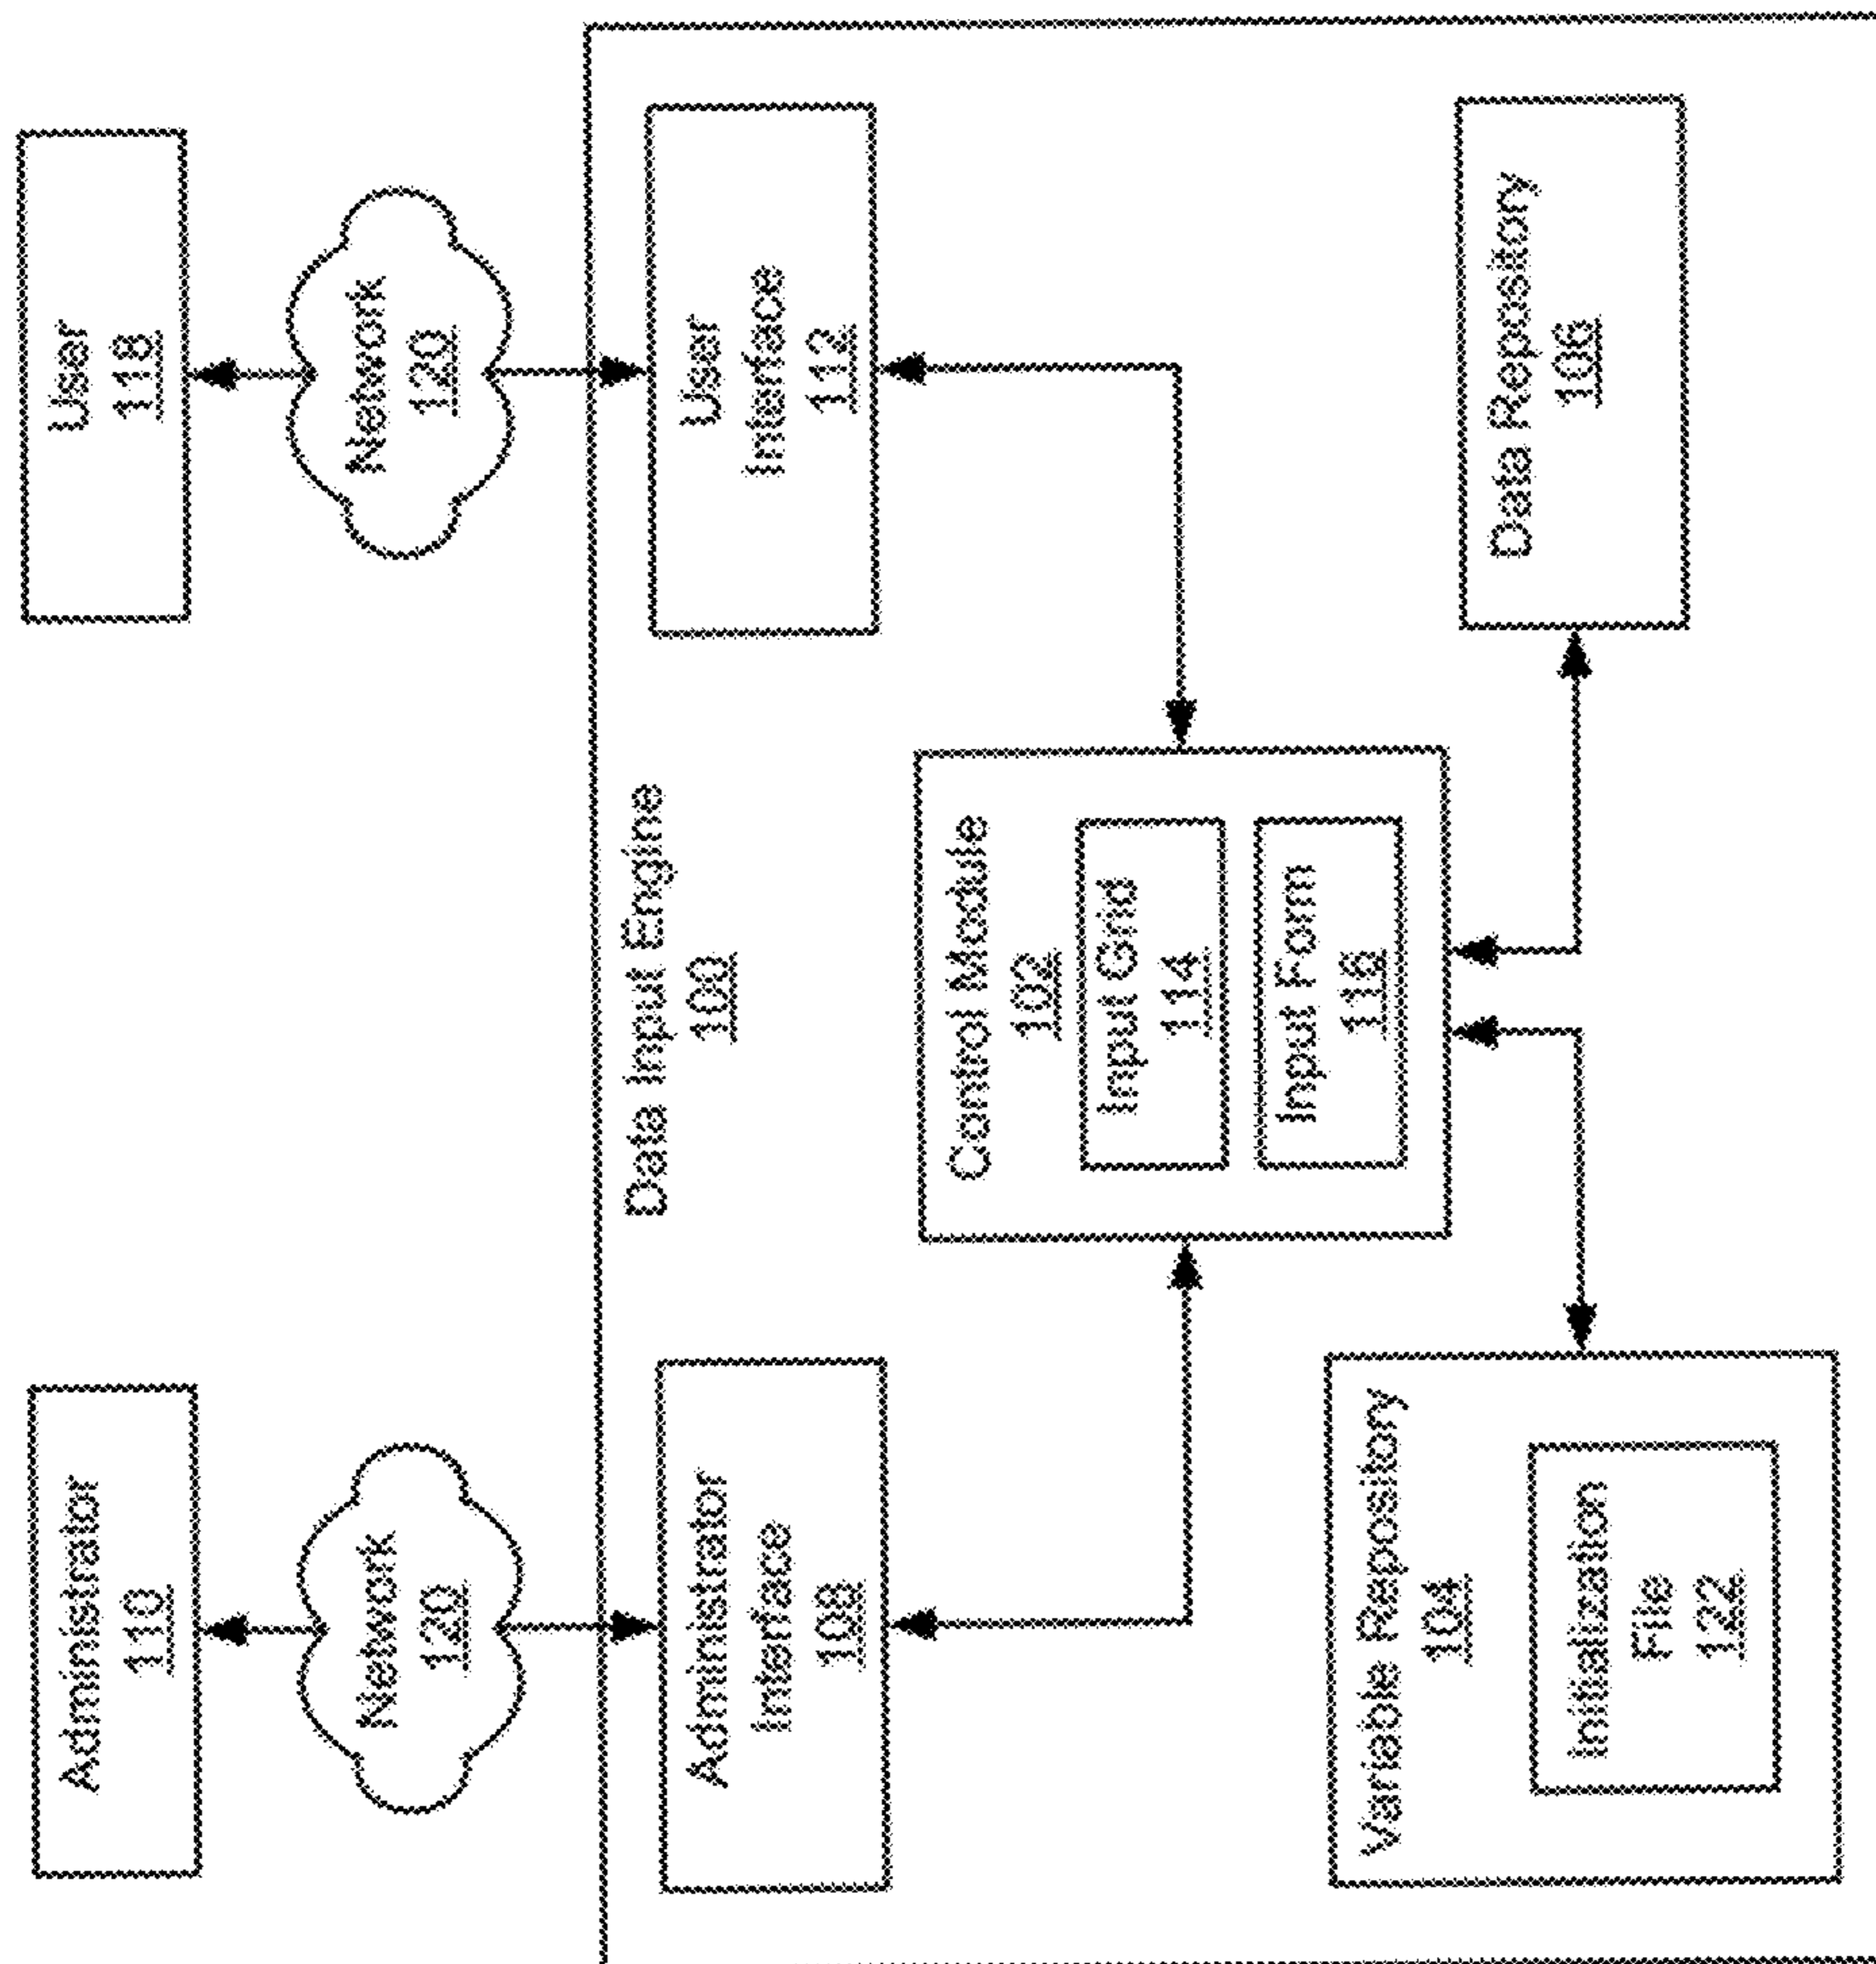 Administrator
110
User
118
Network
120
Network
120
Data Input Engine
100
Administrator
Interface
108
User
Interface
112
Control Module
102
Input Grid
114
Input Form
116
Variable Repository
104
Initialization
File
122
Data Repository
106